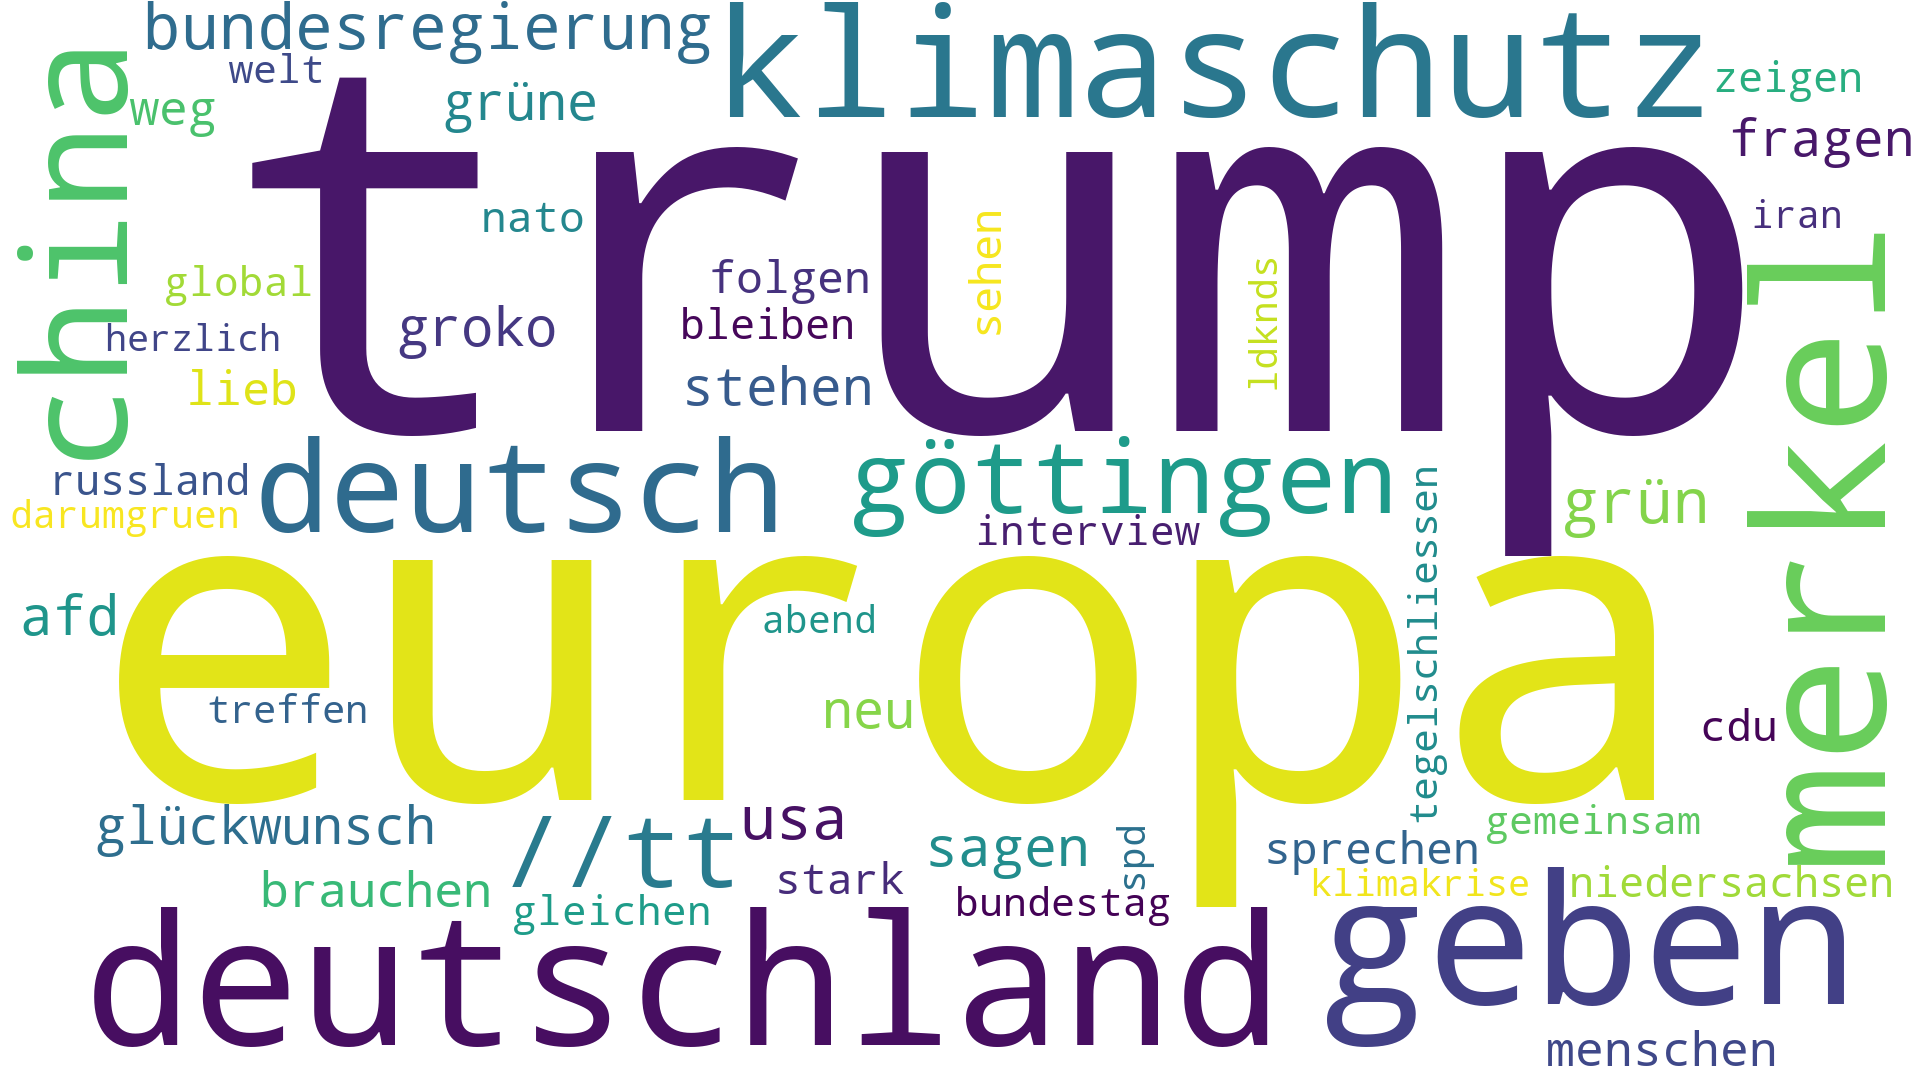 bundesregierung
klimaschutz
welt
zeigen
weg
grüne
china
trump
fragen
nato
sehen
iran
global
folgen
ldknds
herzlich
groko
bleiben
merkel
lieb
stehen
russland
deutsch
göttingen
grün
darumgruen
interview
tegelschliessen
europa
afd
abend
treffen
neu
cdu
glückwunsch
//tt
usa
sagen
spd
sprechen
gemeinsam
brauchen
stark
klimakrise
niedersachsen
gleichen
bundestag
deutschland
geben
menschen